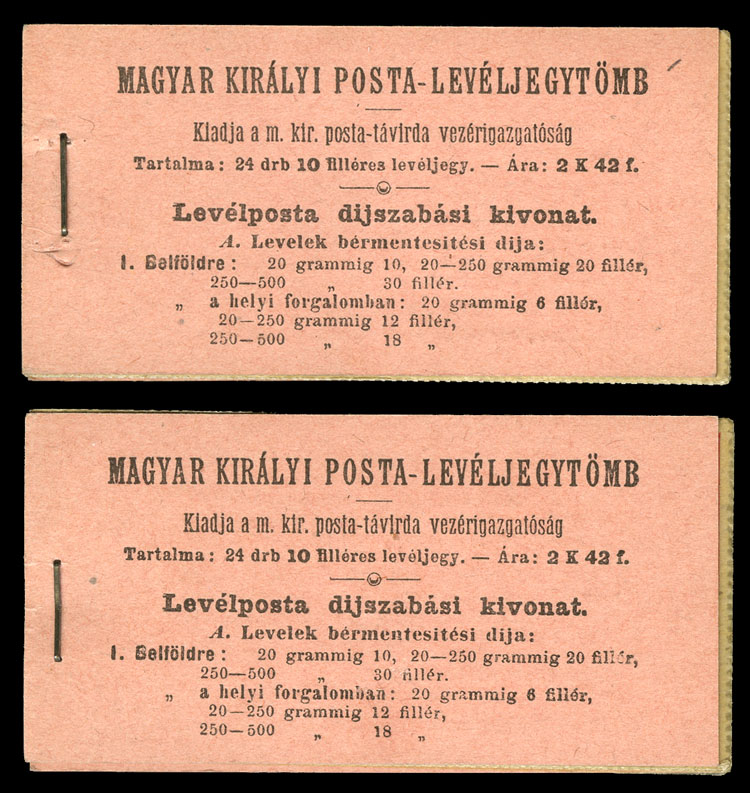 MAGYAR KIRÁLYI POSTA-LEVÉLJEGYTÖMB
Kiadja a m. kir. posta-távirda vezérigazgatóság
Tartalma: 24 drb 10 filléres levéljegy. — Ára: 2 K 42 f.
Levélposta dijszabási kivonat.
A. Levelek bérmentesitési dija:
1. Belföldre: 20 grammig 10, 20—250 grammig 20 fillér,
250—500 „ 30 fillér.
„ a helyi forgalomban: 20 grammig 6 fillér,
20—250 grammig 12 fillér,
250—500 „ 18 „
MAGYAR KIRÁLYI POSTA-LEVÉLJEGYTÖMB
Kiadja a m. kir. posta-távirda vezérigazgatóság
Tartalma: 24 drb 10 filléres levéljegy. — Ára: 2 K 42 f.
Levélposta dijszabási kivonat.
A. Levelek bérmentesitési dija:
1. Belföldre: 20 grammig 10, 20—250 grammig 20 fillér,
250—500 „ 30 fillér.
„ a helyi forgalomban: 20 grammig 6 fillér,
20—250 grammig 12 fillér,
250—500 „ 18 „